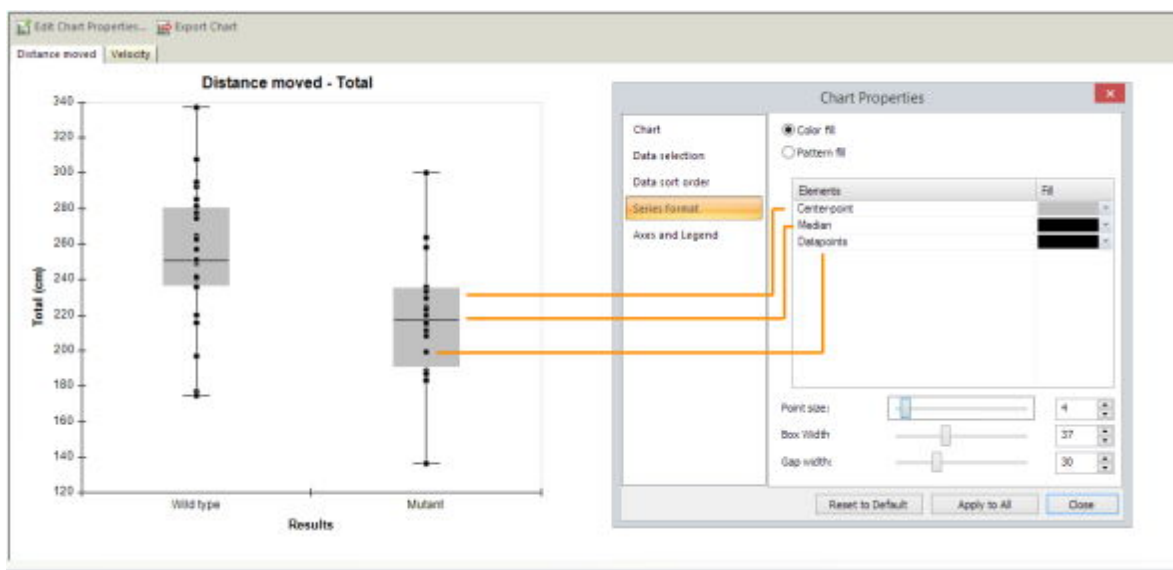 Edit Chart Properties... Export Chart
Distance moved Velocity
Distance moved - Total
340
320
300
280
260
240
220
200
180
160
140
120
Total (cm)
Wild type Mutant
Results
Chart Properties
Chart
Data selection
Data sort order
Series format
Axes and Legend
Color fill
Pattern fill
Elements Fill
Center-point
Median
Datapoints
Point size: 4
Box Width 37
Gap width: 30
Reset to Default Apply to All Close